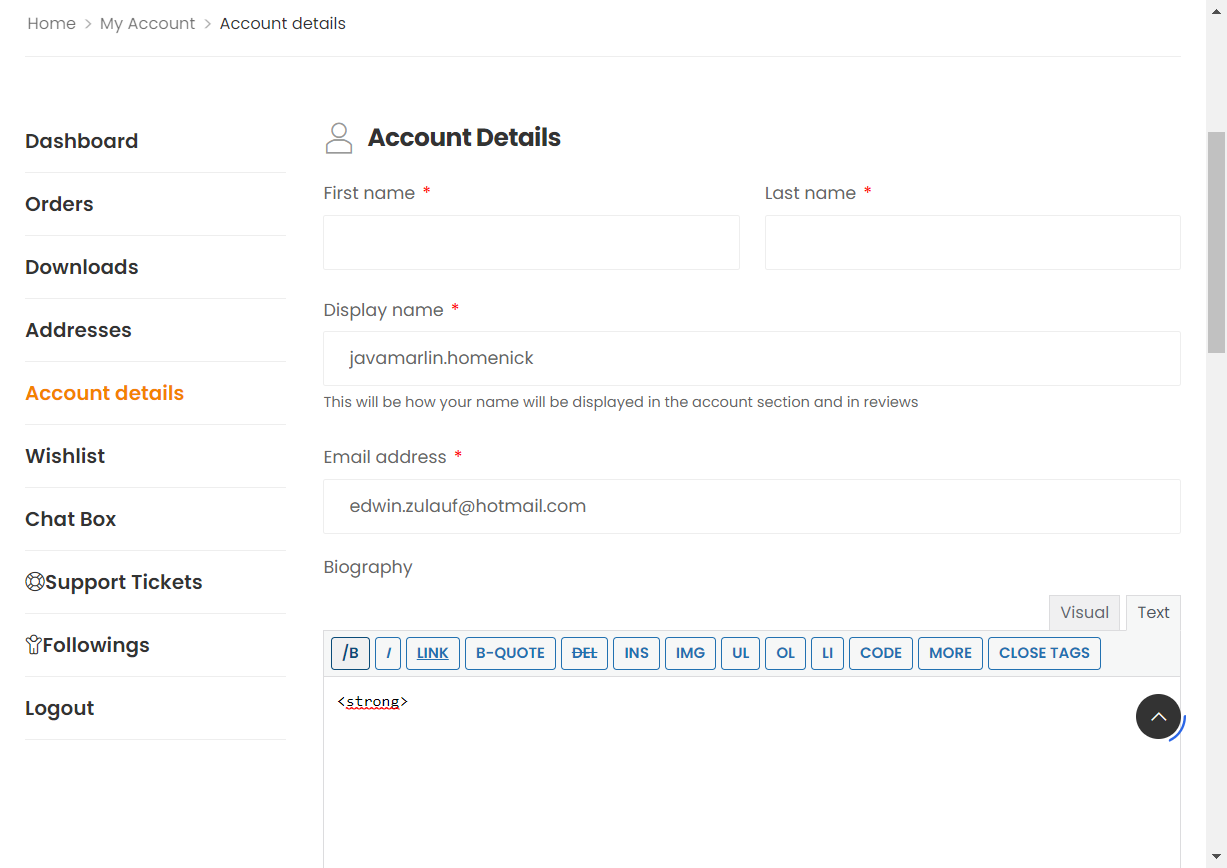 Home > My Account > Account details
Dashboard
Orders
Downloads
Addresses
Account details
Wishlist
Chat Box
Support Tickets
Followings
Logout
Account Details
First name *
Last name *
Display name *
javamarlin.homenick
This will be how your name will be displayed in the account section and in reviews
Email address *
edwin.zulauf@hotmail.com
Biography
Visual Text
/B I LINK B-QUOTE DEL INS IMG UL OL LI CODE MORE CLOSE TAGS
<strong>